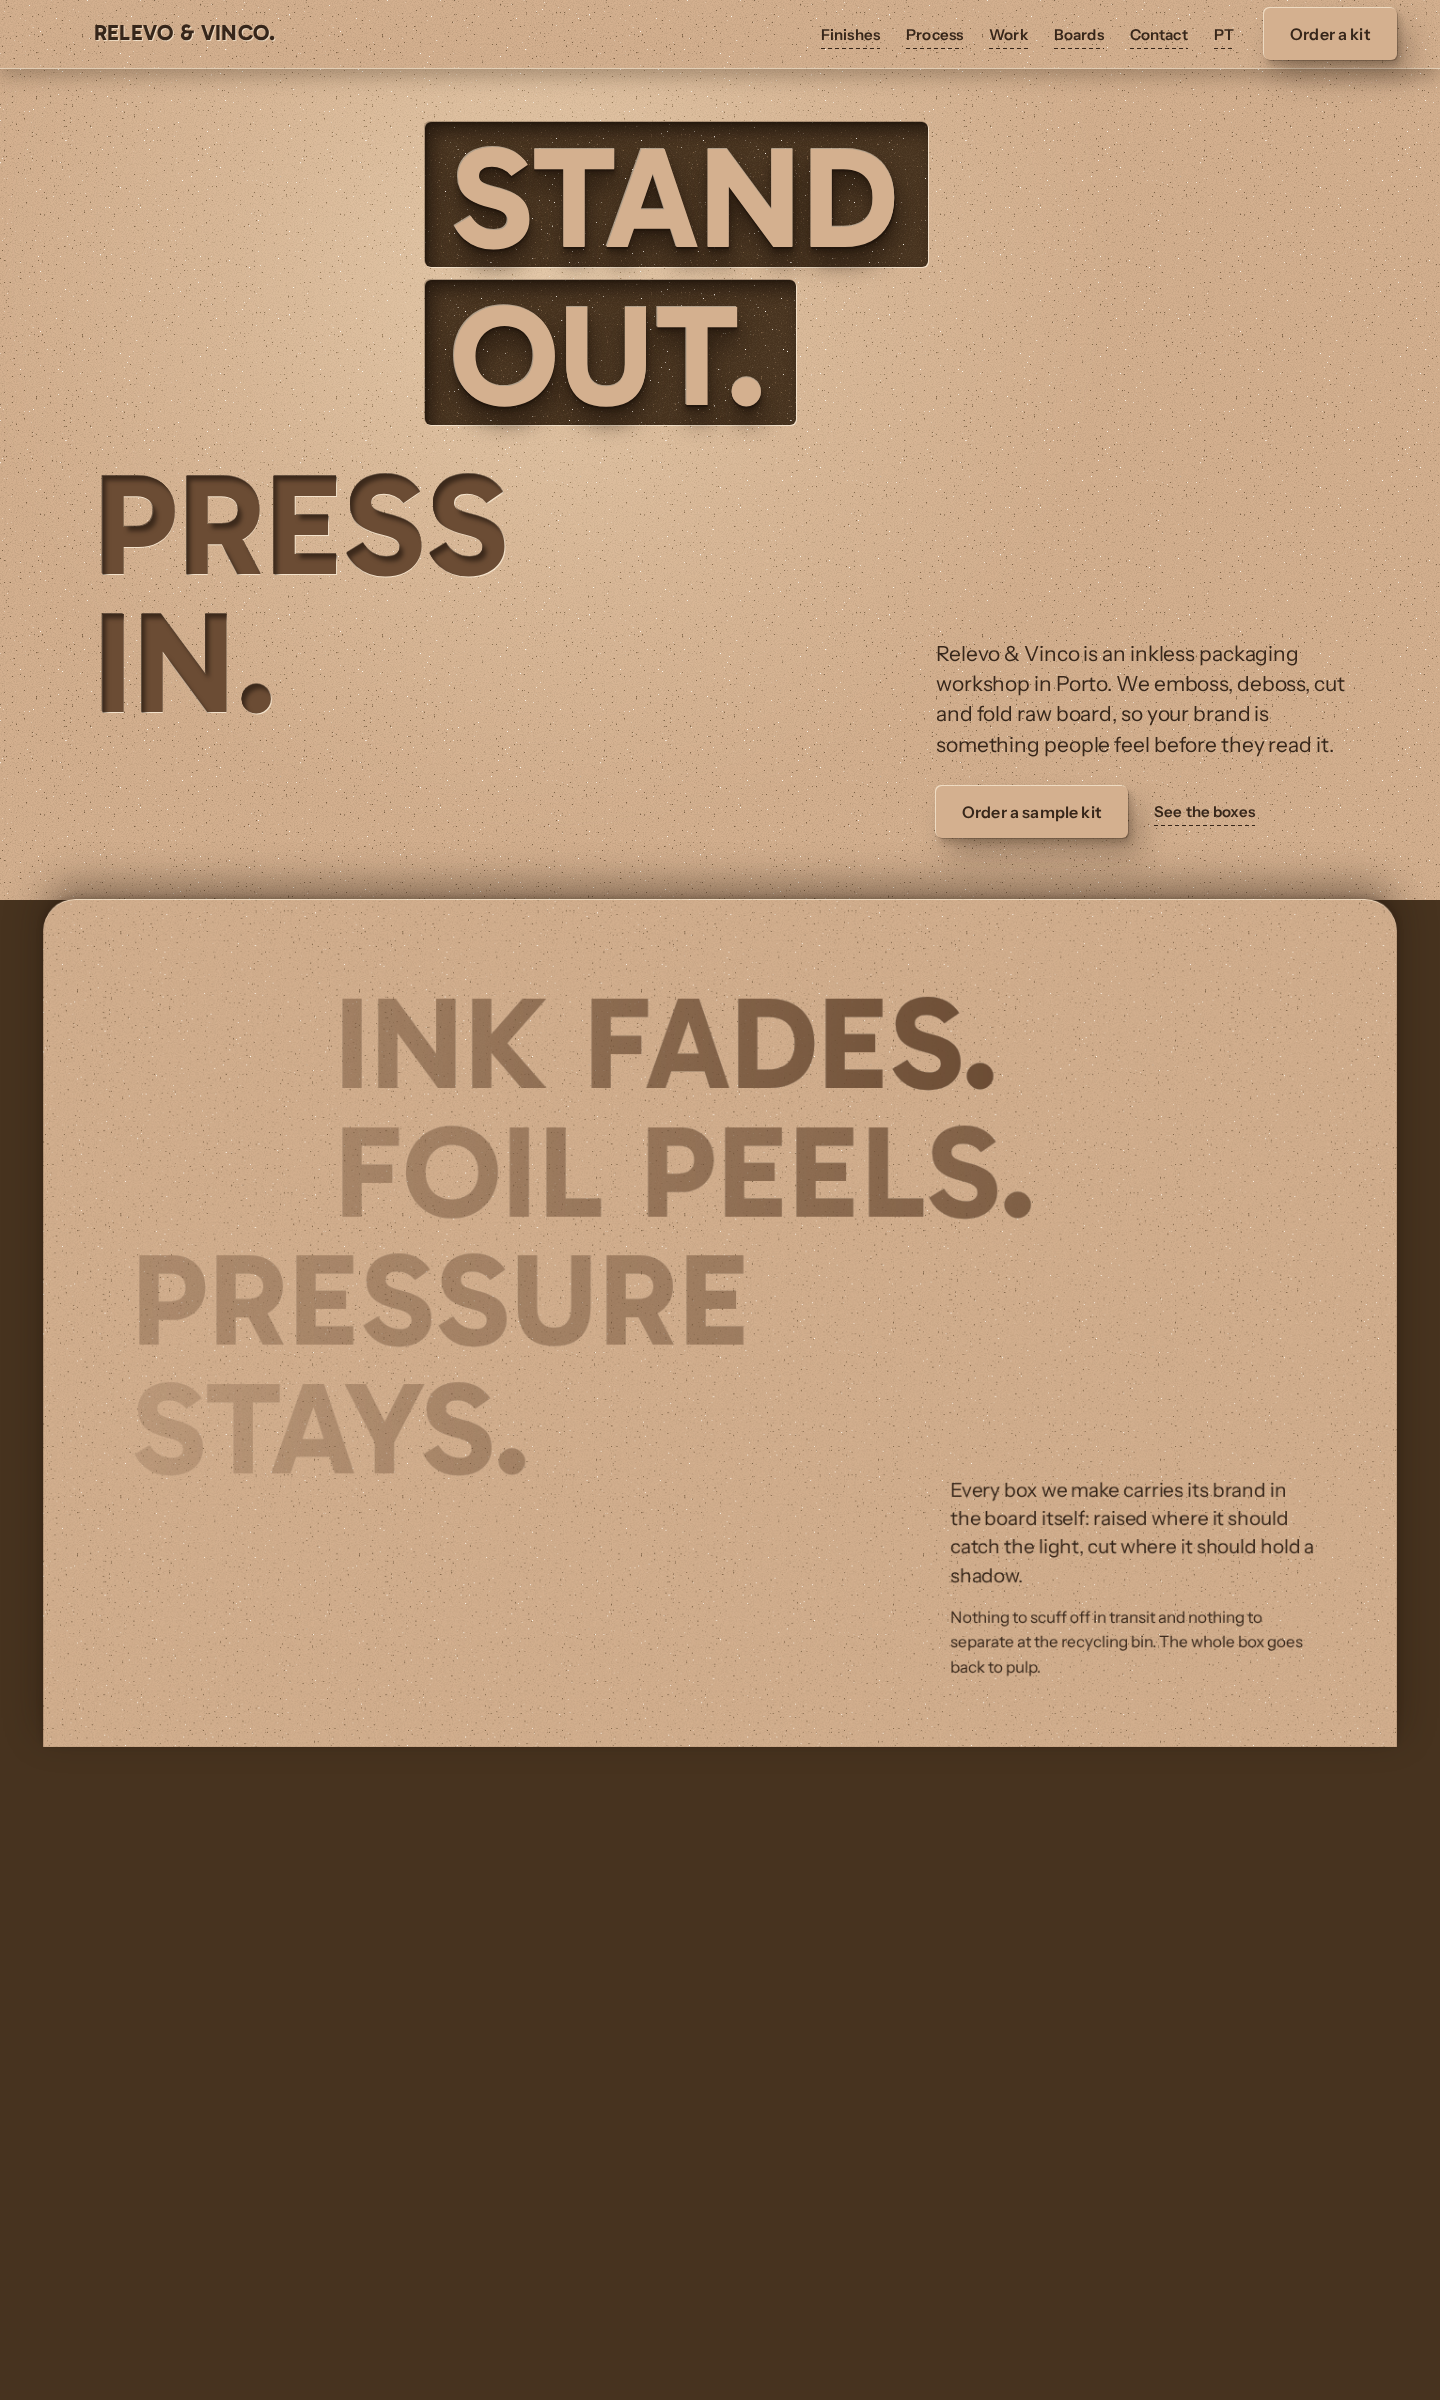 RELEVO & VINCO.
Finishes Process Work Boards Contact PT Order a kit
STAND
OUT.
PRESS
IN.
Relevo & Vinco is an inkless packaging
workshop in Porto. We emboss, deboss, cut
and fold raw board, so your brand is
something people feel before they read it.
Order a sample kit See the boxes
INK FADES.
FOIL PEELS.
PRESSURE
STAYS.
Every box we make carries its brand in
the board itself: raised where it should
catch the light, cut where it should hold a
shadow.
Nothing to scuff off in transit and nothing to
separate at the recycling bin. The whole box goes
back to pulp.